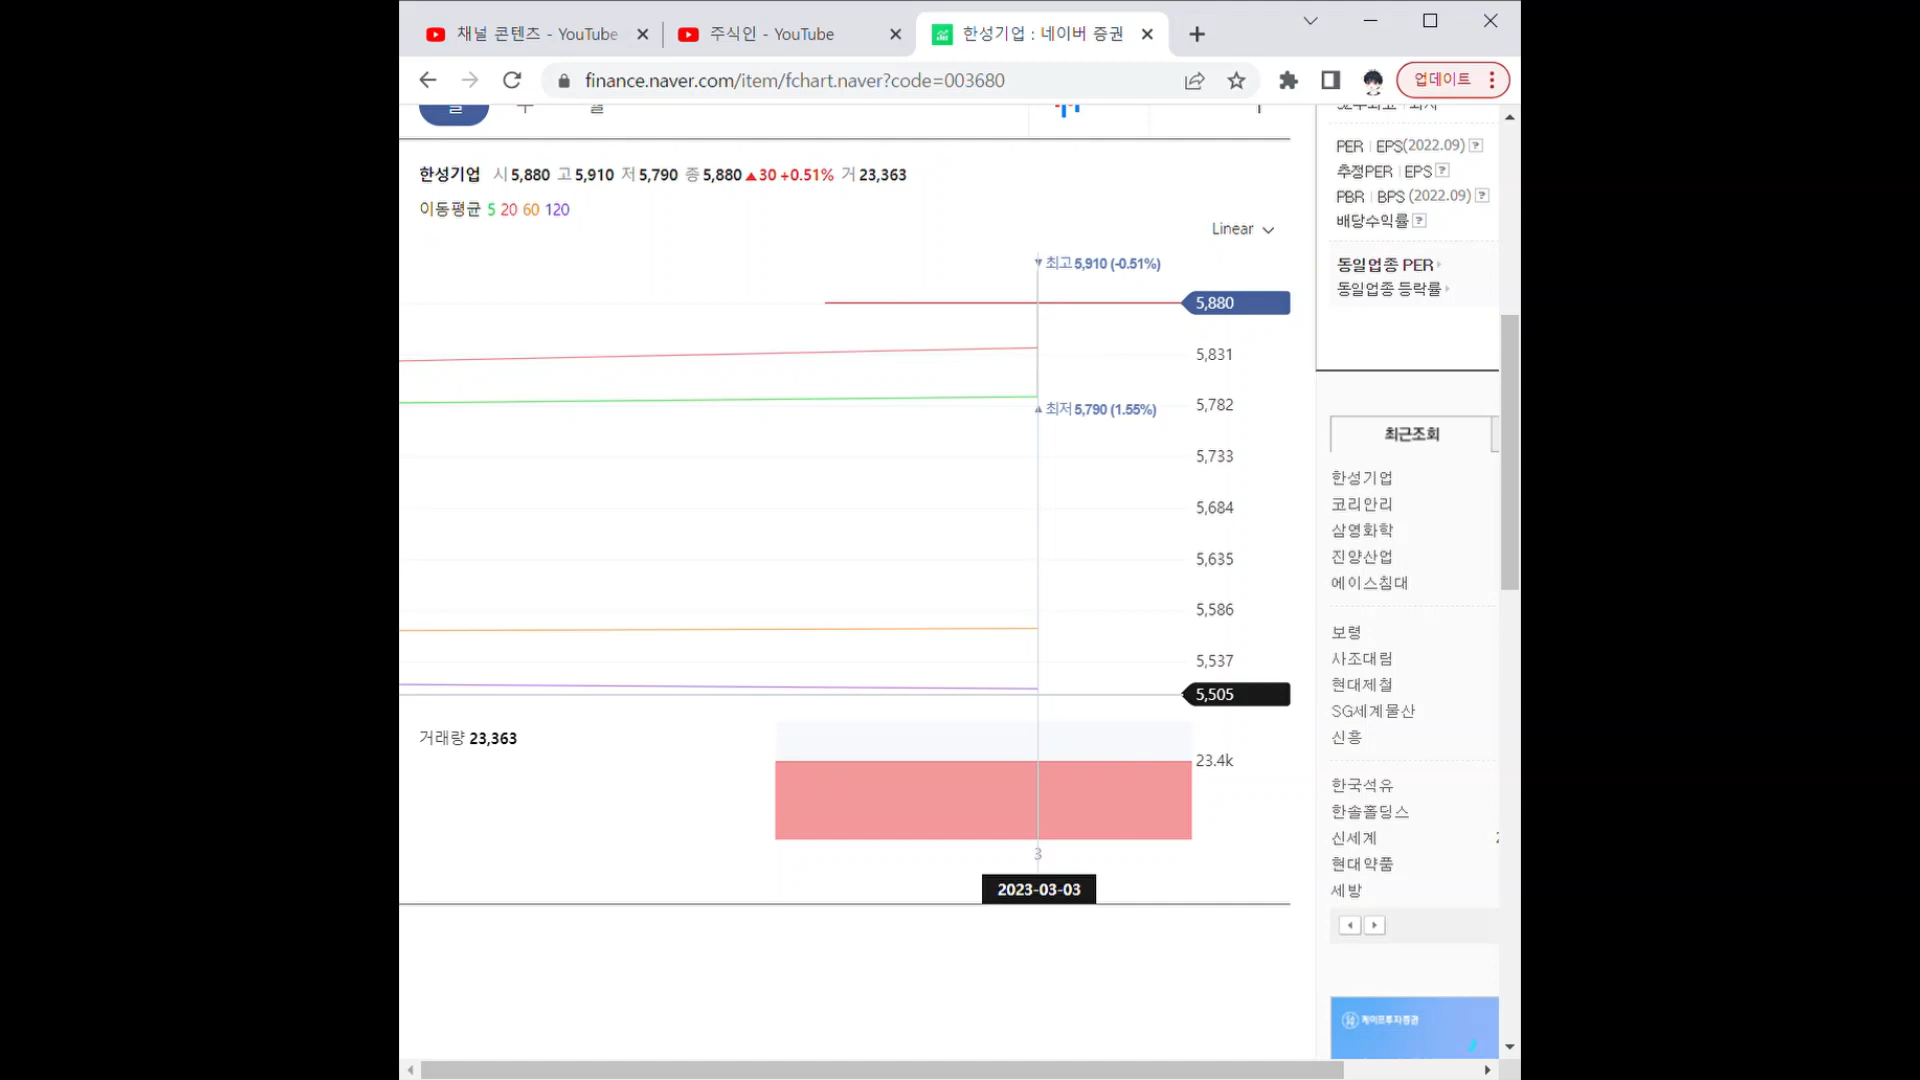 채널 콘텐츠 - YouTube
주식인 - YouTube
한성기업 : 네이버 증권
finance.naver.com/item/fchart.naver?code=003680
업데이트
한성기업 시 5,880 고 5,910 저 5,790 종 5,880 ▲30 +0.51% 거 23,363
이동평균 5 20 60 120
Linear
최고 5,910 (-0.51%)
5,880
5,831
최저 5,790 (1.55%)
5,782
5,733
5,684
5,635
5,586
5,537
5,505
거래량 23,363
23.4k
3
2023-03-03
PER | EPS(2022.09) ?
추정PER | EPS ?
PBR | BPS (2022.09) ?
배당수익률 ?
동일업종 PER
동일업종 등락률
최근조회
한성기업
코리안리
삼영화학
진양산업
에이스침대
보령
사조대림
현대제철
SG세계물산
신흥
한국석유
한솔홀딩스
신세계
현대약품
세방
케이프투자증권